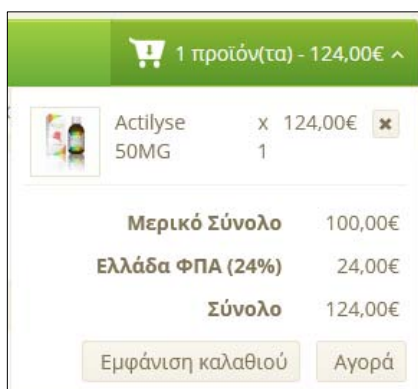 1 προϊόν(τα) - 124,00€
Actilyse x 124,00€
50MG 1
Μερικό Σύνολο 100,00€
Ελλάδα ΦΠΑ (24%) 24,00€
Σύνολο 124,00€
Εμφάνιση καλαθιού Αγορά